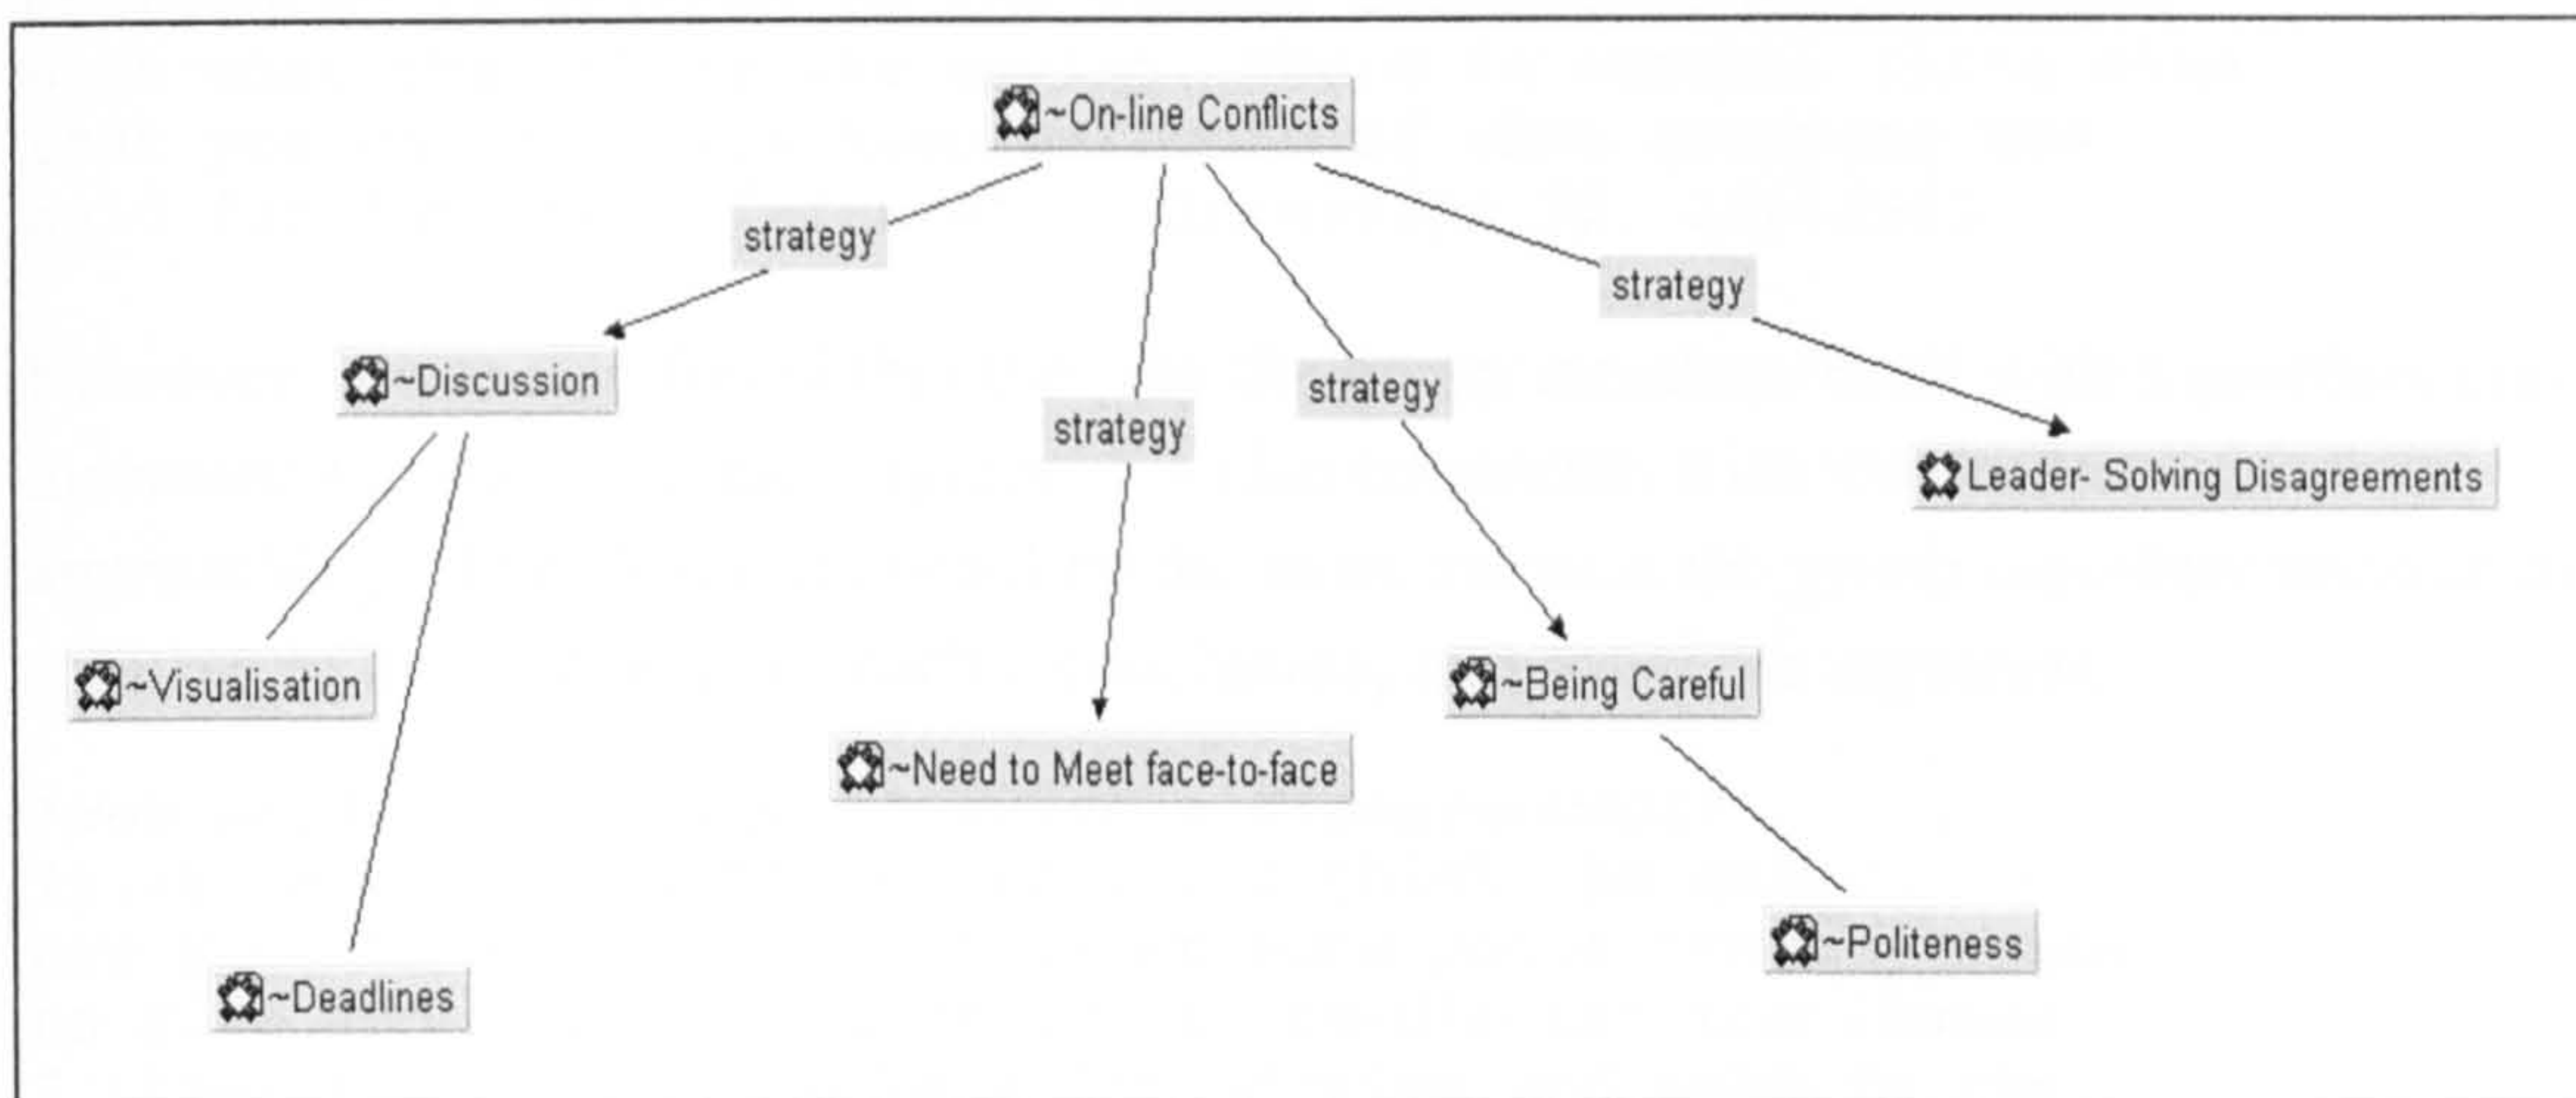 ~On-line Conflicts
strategy
strategy
~Discussion
strategy
strategy
Leader- Solving Disagreements
~Visualisation
~Being Careful
~Need to Meet face-to-face
~Politeness
~Deadlines